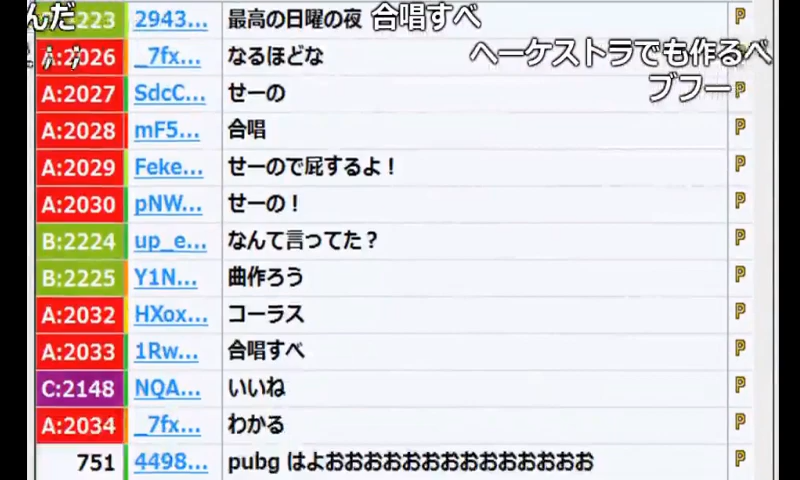 んだ
223 2943... 最高の日曜の夜 合唱すべ P
A:2026 _7fx... なるほどな ヘーケストラでも作るべ
A:2027 SdcC... せーの ブフー P
A:2028 mF5... 合唱 P
A:2029 Feke... せーので屁するよ！ P
A:2030 pNW... せーの！ P
B:2224 up_e... なんて言ってた？ P
B:2225 Y1N... 曲作ろう P
A:2032 HXox... コーラス P
A:2033 1Rw... 合唱すべ P
C:2148 NQA... いいね P
A:2034 _7fx... わかる P
751 4498... pubg はよおおおおおおおおおおおおおお P